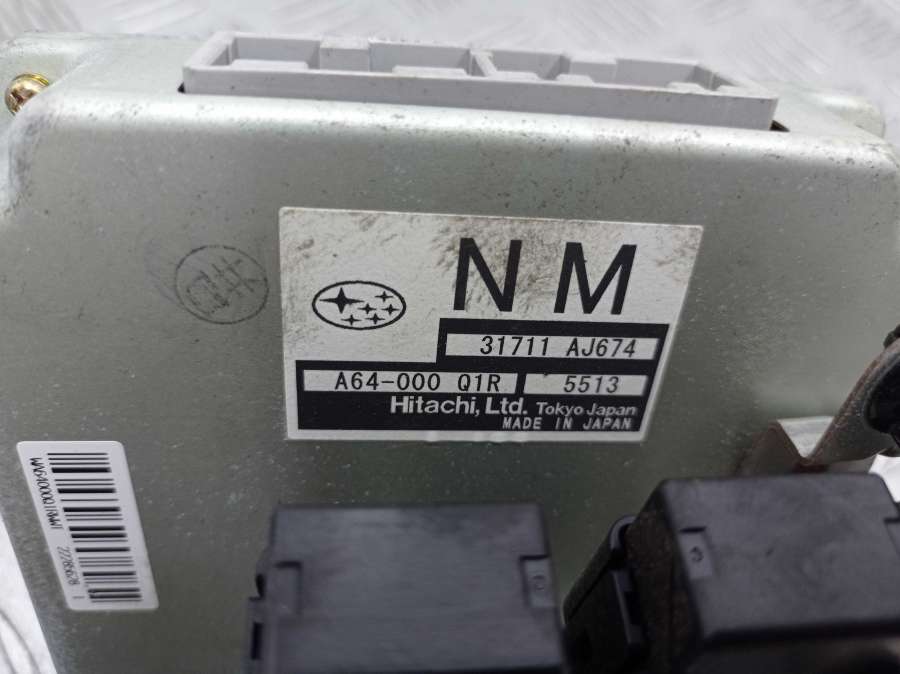 NM
31711 AJ674
A64-000 Q1R
5513
Hitachi, Ltd. Tokyo Japan
MADE IN JAPAN